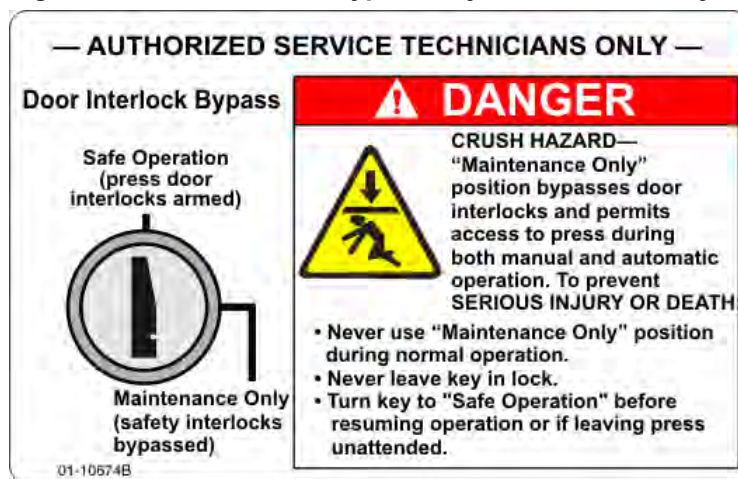 — AUTHORIZED SERVICE TECHNICIANS ONLY —
Door Interlock Bypass
Safe Operation
(press door
interlocks armed)
Maintenance Only
(safety interlocks
bypassed)
01-10674B
DANGER
CRUSH HAZARD—
“Maintenance Only”
position bypasses door
interlocks and permits
access to press during
both manual and automatic
operation. To prevent
SERIOUS INJURY OR DEATH:
• Never use “Maintenance Only” position
during normal operation.
• Never leave key in lock.
• Turn key to "Safe Operation" before
resuming operation or if leaving press
unattended.